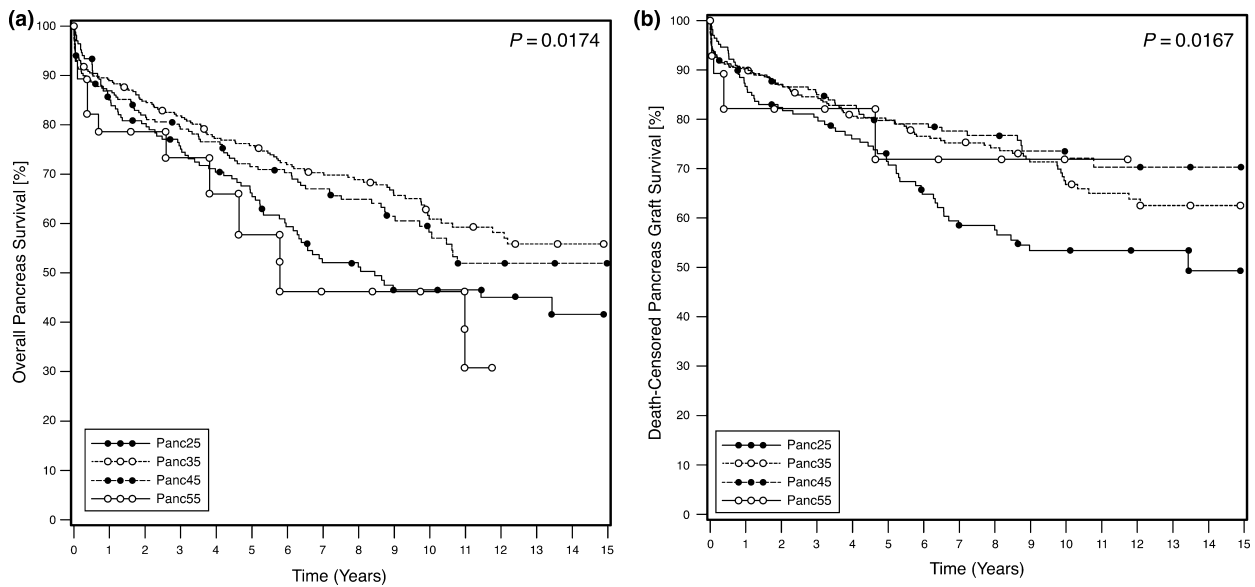 (a)
P = 0.0174
Overall Pancreas Survival [%]
100
90
80
70
60
50
40
30
20
10
0
Panc25
Panc35
Panc45
Panc55
0 1 2 3 4 5 6 7 8 9 10 11 12 13 14 15
Time (Years)
(b)
P = 0.0167
Death-Censored Pancreas Graft Survival [%]
100
90
80
70
60
50
40
30
20
10
0
Panc25
Panc35
Panc45
Panc55
0 1 2 3 4 5 6 7 8 9 10 11 12 13 14 15
Time (Years)